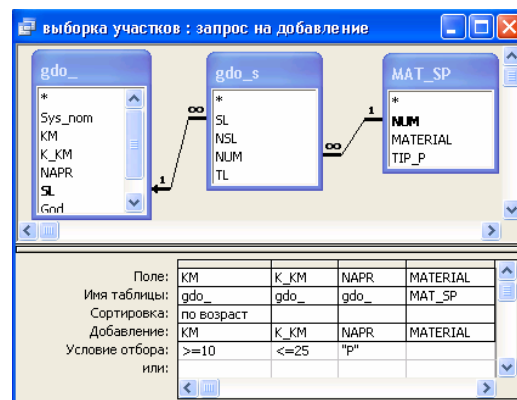 выборка участков : запрос на добавление
gdo_
*
Sys_nom
KM
K_KM
NAPR
SL
God
gdo_s
*
SL
NSL
NUM
TL
MAT_SP
*
NUM
MATERIAL
TIP_P
∞
1
∞
1
Поле: KM K_KM NAPR MATERIAL
Имя таблицы: gdo_ gdo_ gdo_ MAT_SP
Сортировка: по возраст
Добавление: KM K_KM NAPR MATERIAL
Условие отбора: >=10 <=25 "P"
или: